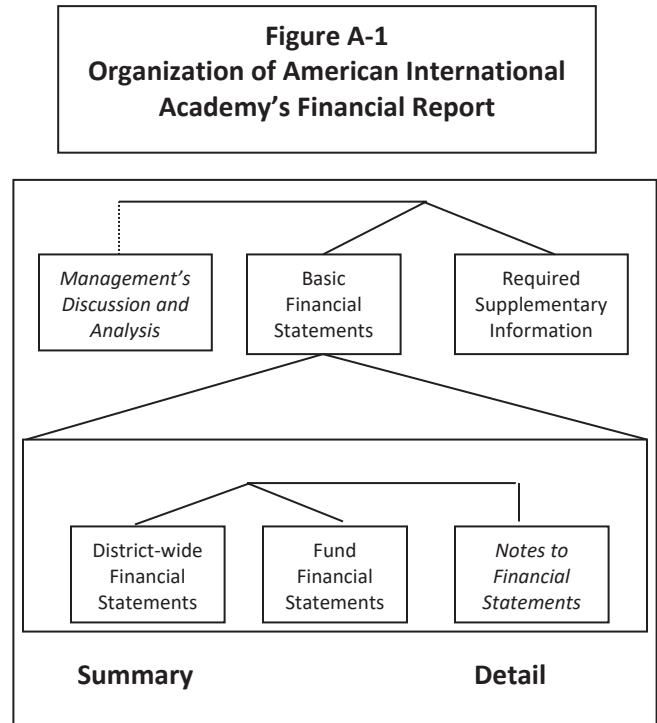 Figure A-1
Organization of American International
Academy’s Financial Report
Management’s
Discussion and
Analysis
Basic
Financial
Statements
Required
Supplementary
Information
District-wide
Financial
Statements
Fund
Financial
Statements
Notes to
Financial
Statements
Summary
Detail